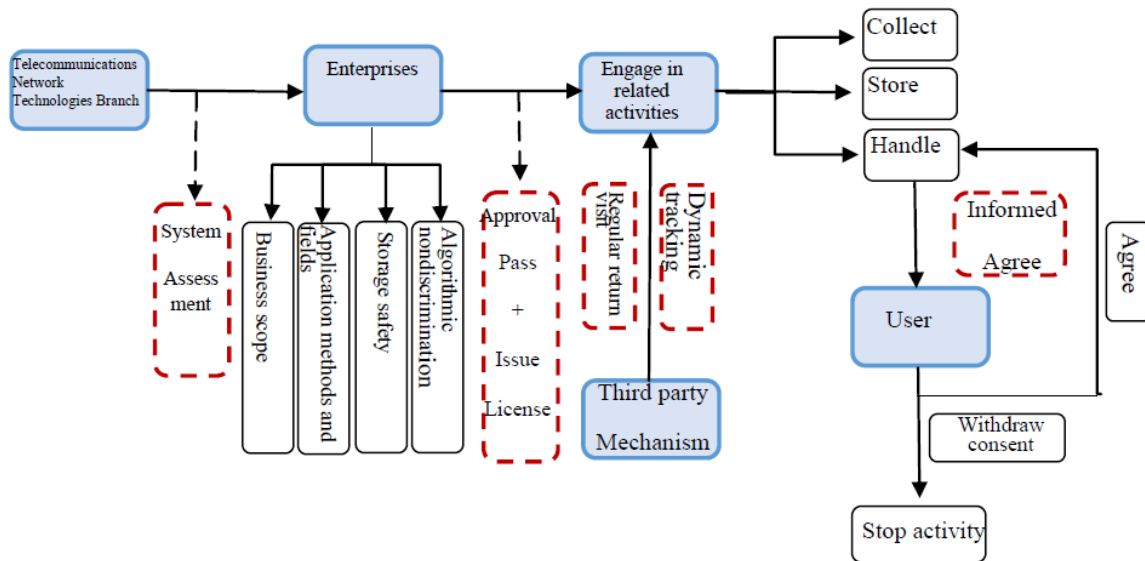 Telecommunications
Network
Technologies Branch
Enterprises
Engage in
related
activities
Collect
Store
Handle
System
Assess
ment
Business scope
Application methods and
fields
Storage safety
Algorithmic
nondiscrimination
Approval
Pass
+
Issue
License
Regular return
visit
Dynamic
tracking
Third party
Mechanism
Informed
Agree
Agree
User
Withdraw
consent
Stop activity